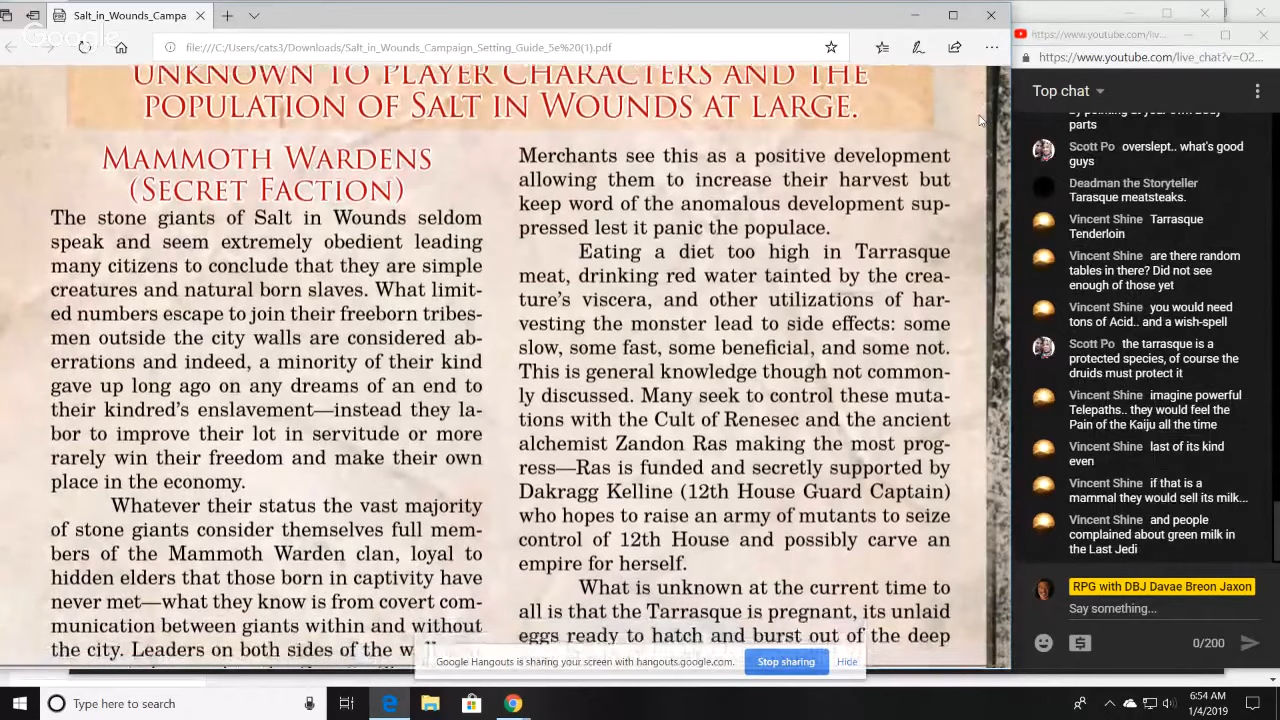 Salt_in_Wounds_Campa
Google
file:///C:/Users/cats3/Downloads/Salt_in_Wounds_Campaign_Setting_Guide_5e%20(1).pdf
UNKNOWN TO PLAYER CHARACTERS AND THE
POPULATION OF SALT IN WOUNDS AT LARGE.
MAMMOTH WARDENS
(SECRET FACTION)
The stone giants of Salt in Wounds seldom
speak and seem extremely obedient leading
many citizens to conclude that they are simple
creatures and natural born slaves. What limit-
ed numbers escape to join their freeborn tribes-
men outside the city walls are considered ab-
errations and indeed, a minority of their kind
gave up long ago on any dreams of an end to
their kindred's enslavement—instead they la-
bor to improve their lot in servitude or more
rarely win their freedom and make their own
place in the economy.
Whatever their status the vast majority
of stone giants consider themselves full mem-
bers of the Mammoth Warden clan, loyal to
hidden elders that those born in captivity have
never met—what they know is from covert com-
munication between giants within and without
the city. Leaders on both sides of the w
Merchants see this as a positive development
allowing them to increase their harvest but
keep word of the anomalous development sup-
pressed lest it panic the populace.
Eating a diet too high in Tarrasque
meat, drinking red water tainted by the crea-
ture's viscera, and other utilizations of har-
vesting the monster lead to side effects: some
slow, some fast, some beneficial, and some not.
This is general knowledge though not common-
ly discussed. Many seek to control these muta-
tions with the Cult of Renesec and the ancient
alchemist Zandon Ras making the most prog-
ress—Ras is funded and secretly supported by
Dakragg Kelline (12th House Guard Captain)
who hopes to raise an army of mutants to seize
control of 12th House and possibly carve an
empire for herself.
What is unknown at the current time to
all is that the Tarrasque is pregnant, its unlaid
eggs ready to hatch and burst out of the deep
Google Hangouts is sharing your screen with hangouts.google.com.
Stop sharing
Hide
https://www.youtube.com/liv...
https://www.youtube.com/live_chat?v=O2...
Top chat
by pointing at your own body
parts
Scott Po overslept.. what's good
guys
Deadman the Storyteller
Tarasque meatsteaks.
Vincent Shine Tarrasque
Tenderloin
Vincent Shine are there random
tables in there? Did not see
enough of those yet
Vincent Shine you would need
tons of Acid.. and a wish-spell
Scott Po the tarrasque is a
protected species, of course the
druids must protect it
Vincent Shine imagine powerful
Telepaths.. they would feel the
Pain of the Kaiju all the time
Vincent Shine last of its kind
even
Vincent Shine if that is a
mammal they would sell its milk...
Vincent Shine and people
complained about green milk in
the Last Jedi
RPG with DBJ Davae Breon Jaxon
Say something...
0/200
Type here to search
6:54 AM
1/4/2019